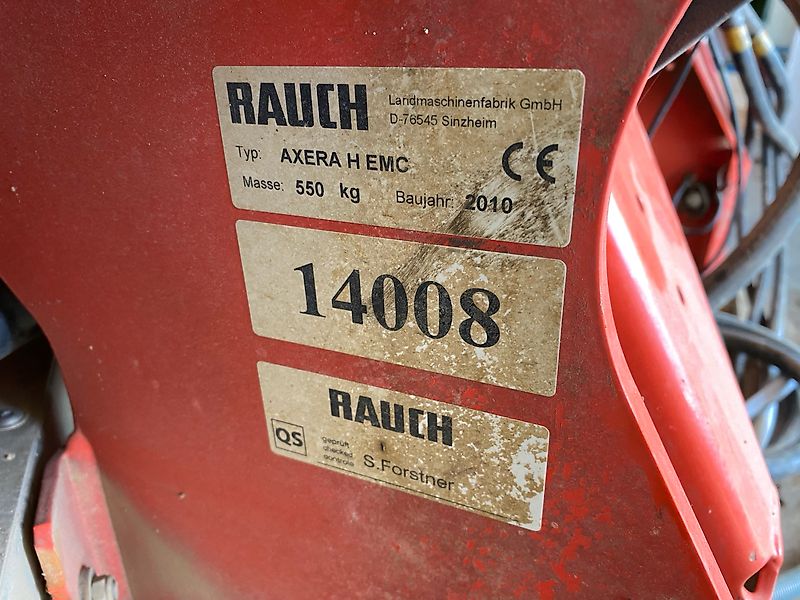 RAUCH Landmaschinenfabrik GmbH
D-76545 Sinzheim
Typ: AXERA H EMC CE
Masse: 550 kg Baujahr: 2010
14008
RAUCH
QS geprüft
checked
controle
S.Forstner